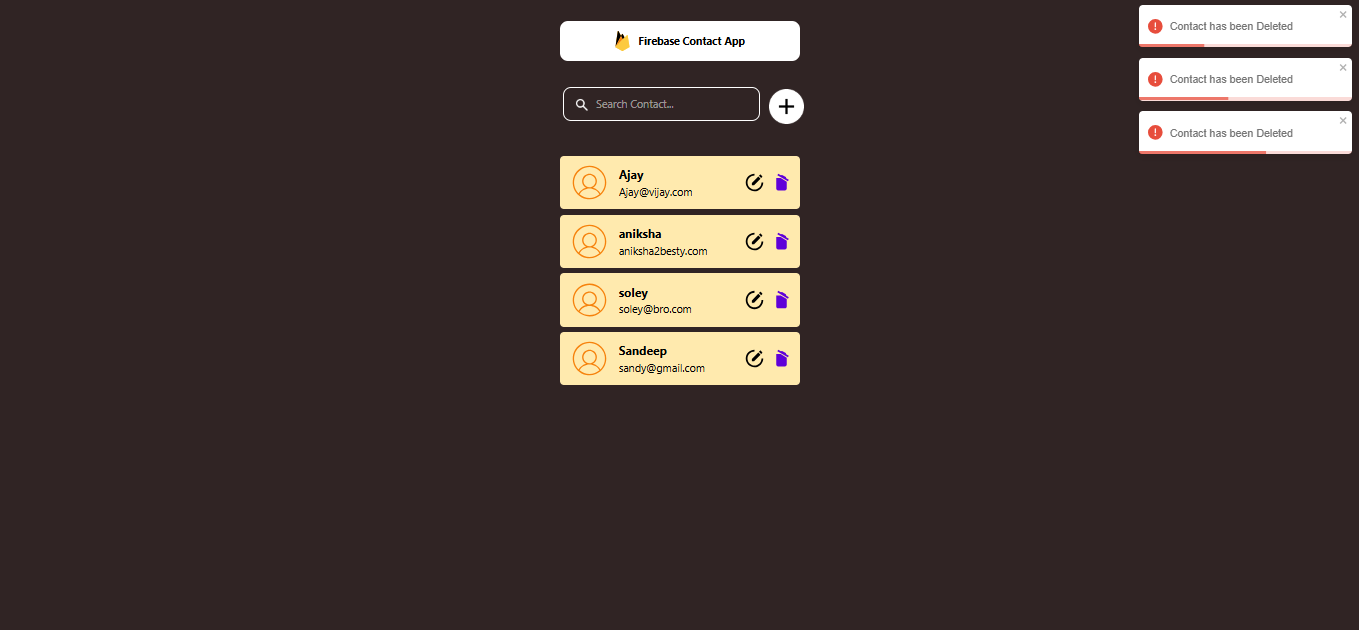 Firebase Contact App
Search Contact...
Ajay
Ajay@vijay.com
aniksha
aniksha2besty.com
soley
soley@bro.com
Sandeep
sandy@gmail.com
Contact has been Deleted
Contact has been Deleted
Contact has been Deleted